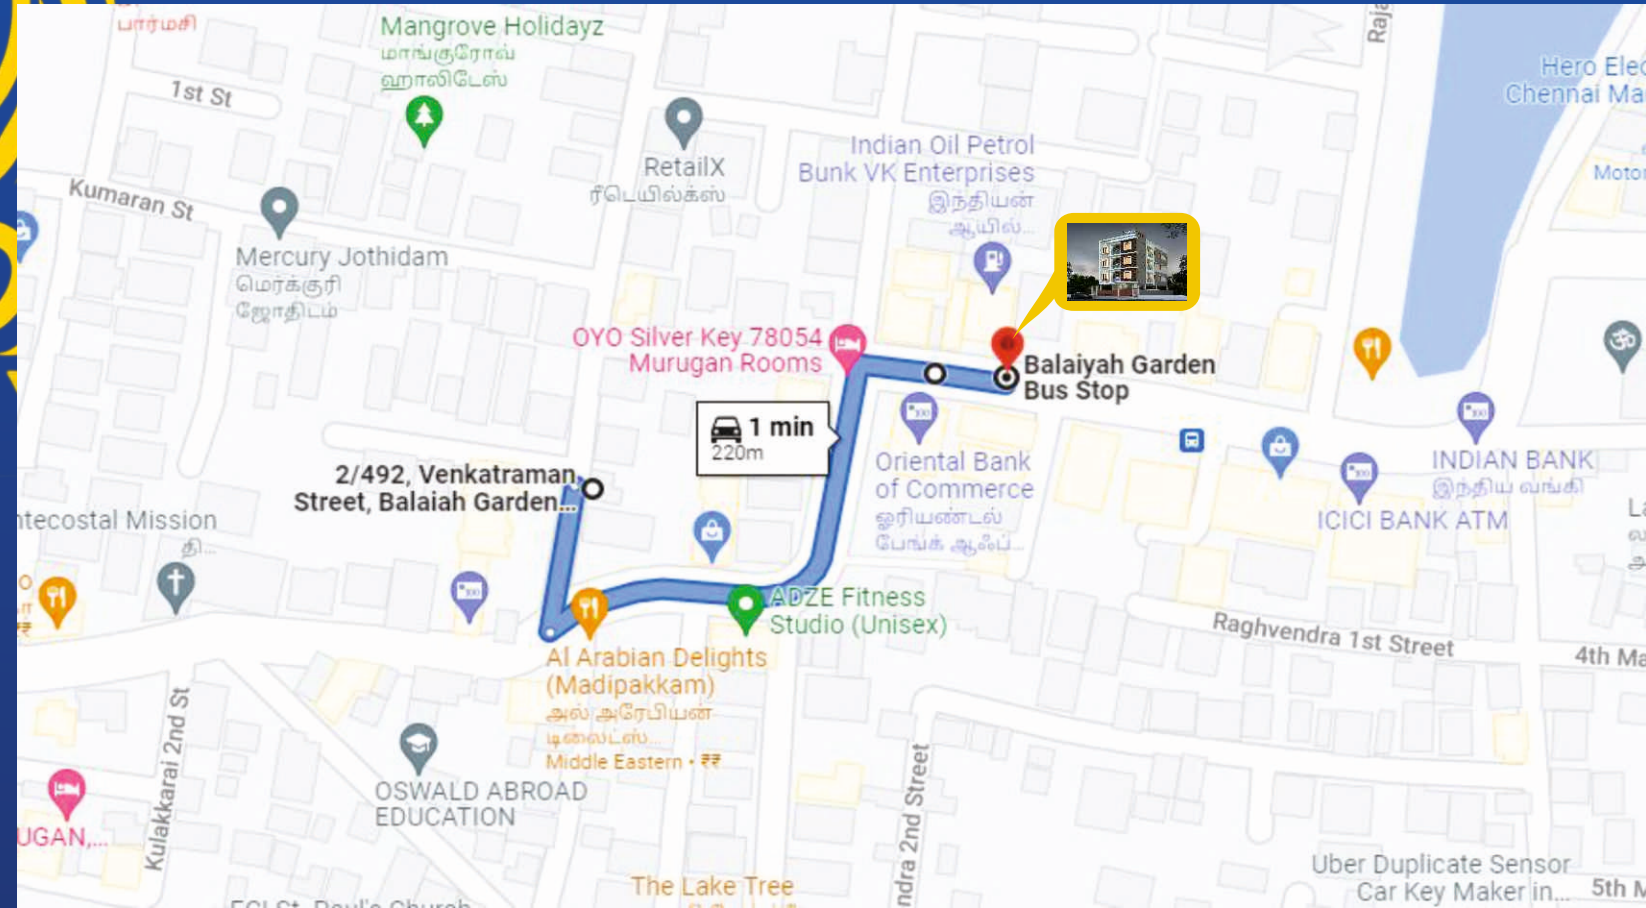 பார்மசி
Mangrove Holidayz
மாங்குரோவ்
ஹாலிடேஸ்
1st St
Kumaran St
RetailX
ரீடெயில்க்ஸ்
Indian Oil Petrol
Bunk VK Enterprises
இந்தியன்
ஆயில்...
Hero Elec
Chennai Ma
Motor
Raja
Mercury Jothidam
மெர்க்குரி
ஜோதிடம்
OYO Silver Key 78054
Murugan Rooms
Balaiyah Garden
Bus Stop
1 min
220m
2/492, Venkatraman
Street, Balaiah Garden...
Oriental Bank
of Commerce
ஓரியண்டல்
பேங்க் ஆஃப்...
INDIAN BANK
இந்திய வங்கி
ICICI BANK ATM
ntecostal Mission
தி...
ADZE Fitness
Studio (Unisex)
Al Arabian Delights
(Madipakkam)
அல் அரேபியன்
டிலைட்ஸ்...
Middle Eastern • ₹₹
Raghvendra 1st Street
4th Ma
Kulakkarai 2nd St
OSWALD ABROAD
EDUCATION
UGAN,...
ndra 2nd Street
The Lake Tree
Uber Duplicate Sensor
Car Key Maker in...
5th M